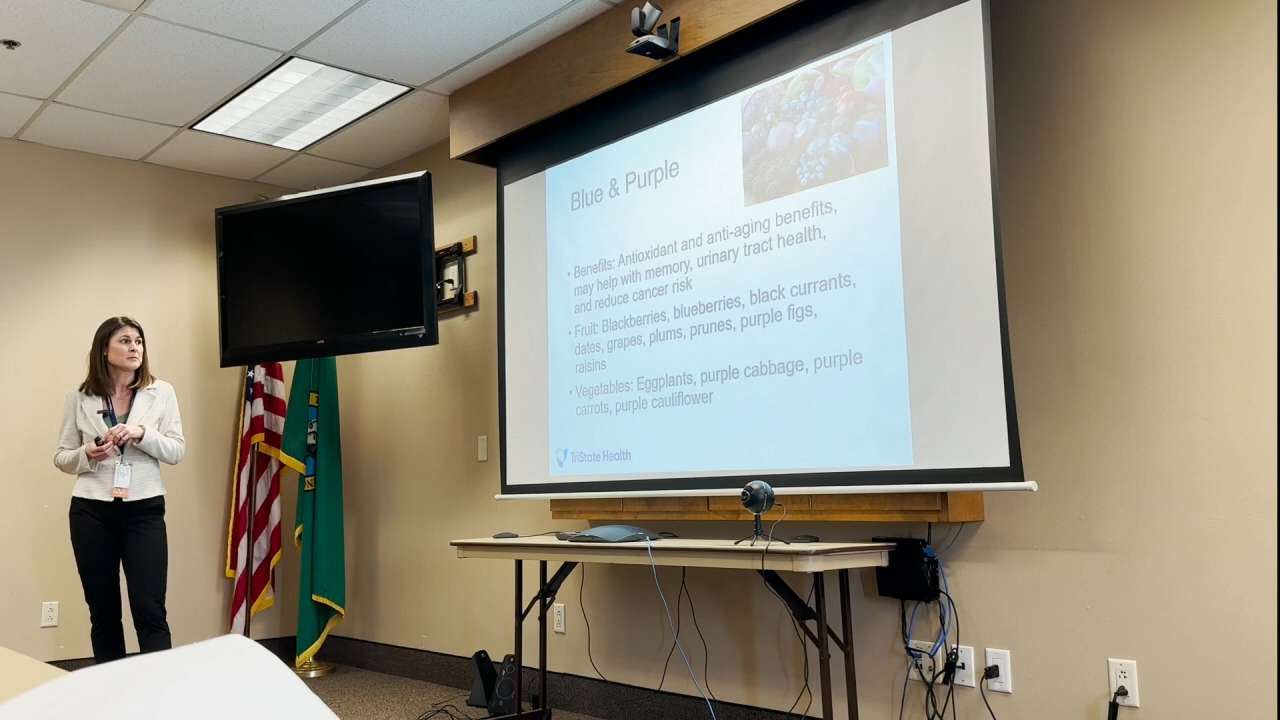 Blue & Purple
• Benefits: Antioxidant and anti-aging benefits,
may help with memory, urinary tract health,
and reduce cancer risk
• Fruit: Blackberries, blueberries, black currants,
dates, grapes, plums, prunes, purple figs,
raisins
• Vegetables: Eggplants, purple cabbage, purple
carrots, purple cauliflower
TriState Health